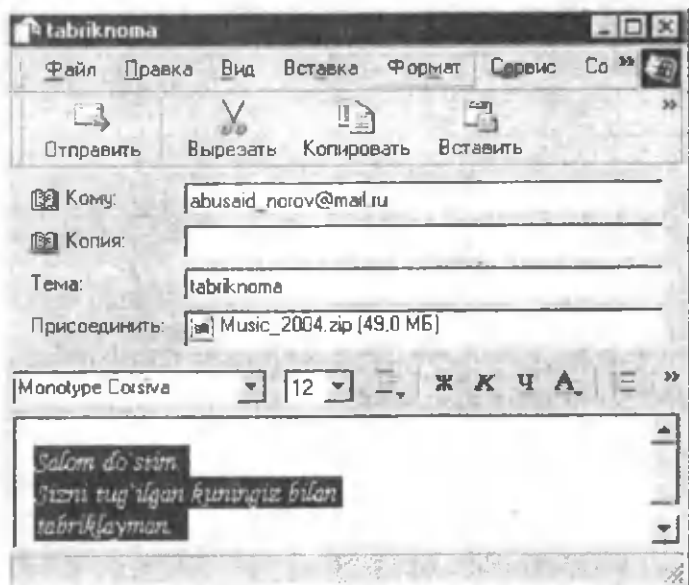 tabriknoma
Файл Правка Вид Вставка Формат Сервис Со »
Отправить Вырезать Копировать Вставить »
Кому: abusaid_norov@mail.ru
Копия:
Тема: tabriknoma
Присоединить: Music_2004.zip (49,0 МБ)
Monotype Corsiva 12 Ж К Ч А »
Salom do`stim
Sizni tug`ilgan kuningiz bilan
tabriklayman.